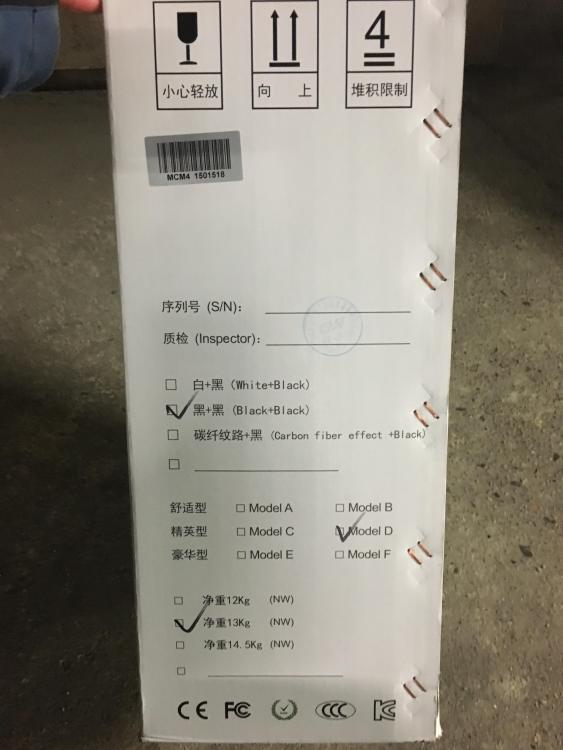 4
小心轻放 向 上 堆积限制
MCM4 1501518
序列号 (S/N):
质检 (Inspector):
白+黑 (White+Black)
黑+黑 (Black+Black)
碳纤纹路+黑 (Carbon fiber effect +Black)
舒适型 Model A Model B
精英型 Model C Model D
豪华型 Model E Model F
净重12Kg (NW)
净重13Kg (NW)
净重14.5Kg (NW)
CE FC CCC KC